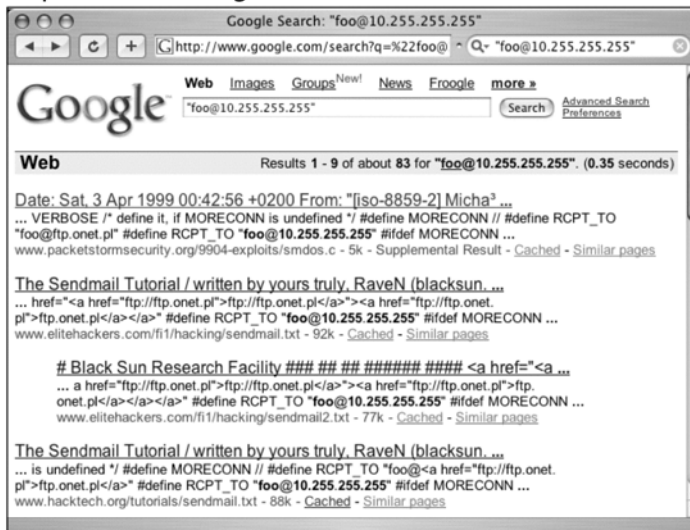 Google Search: "foo@10.255.255.255"
http://www.google.com/search?q=%22foo@ "foo@10.255.255.255"
Google Web Images Groups New! News Froogle more »
"foo@10.255.255.255" Search Advanced Search
Preferences
Web Results 1 - 9 of about 83 for "foo@10.255.255.255". (0.35 seconds)
Date: Sat, 3 Apr 1999 00:42:56 +0200 From: "[iso-8859-2] Micha³ ...
... VERBOSE /* define it, if MORECONN is undefined */ #define MORECONN // #define RCPT_TO
"foo@ftp.onet.pl" #define RCPT_TO "foo@10.255.255.255" #ifdef MORECONN ...
www.packetstormsecurity.org/9904-exploits/smdos.c - 5k - Supplemental Result - Cached - Similar pages
The Sendmail Tutorial / written by yours truly, RaveN (blacksun. ...
... href="<a href="ftp://ftp.onet.pl">ftp://ftp.onet.pl</a>"><a href="ftp://ftp.onet.
pl">ftp.onet.pl</a></a>" #define RCPT_TO "foo@10.255.255.255" #ifdef MORECONN ...
www.elitehackers.com/fi1/hacking/sendmail.txt - 92k - Cached - Similar pages
# Black Sun Research Facility ### ## ## ###### #### <a href="<a ...
... a href="ftp://ftp.onet.pl">ftp://ftp.onet.pl</a>"><a href="ftp://ftp.onet.pl">ftp.
onet.pl</a></a>" #define RCPT_TO "foo@10.255.255.255" #ifdef MORECONN ...
www.elitehackers.com/fi1/hacking/sendmail2.txt - 77k - Cached - Similar pages
The Sendmail Tutorial / written by yours truly, RaveN (blacksun. ...
... is undefined */ #define MORECONN // #define RCPT_TO "foo@<a href="ftp://ftp.onet.
pl">ftp.onet.pl</a>" #define RCPT_TO "foo@10.255.255.255" #ifdef MORECONN ...
www.hacktech.org/tutorials/sendmail.txt - 88k - Cached - Similar pages